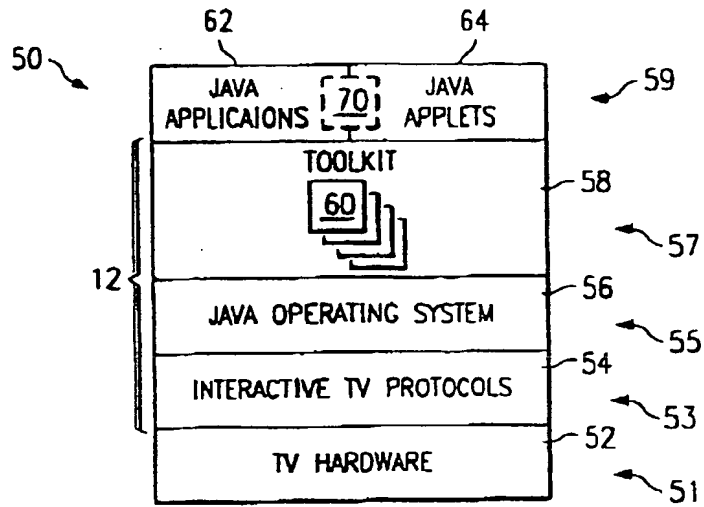 62
64
50
JAVA APPLICAIONS
70
JAVA APPLETS
59
TOOLKIT
60
58
57
12
56
JAVA OPERATING SYSTEM
55
54
INTERACTIVE TV PROTOCOLS
53
52
TV HARDWARE
51